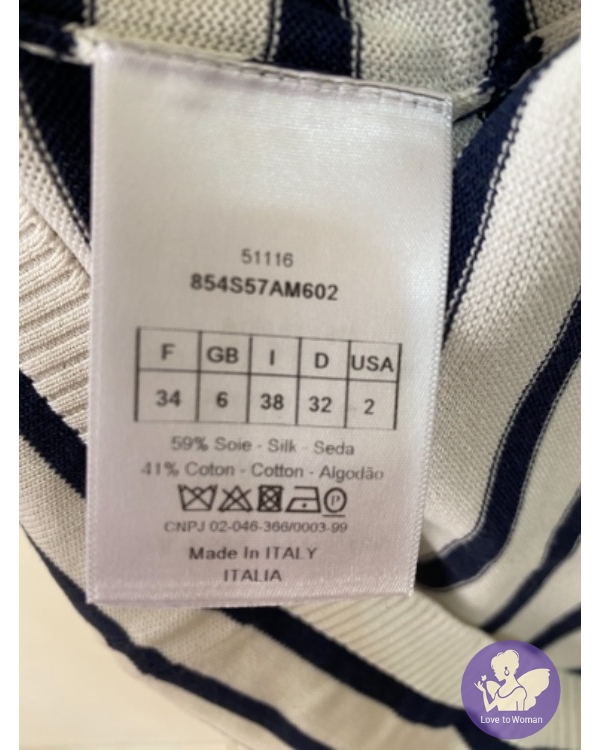 51116
854S57AM602
F GB I D USA
34 6 38 32 2
59% Soie - Silk - Seda
41% Coton - Cotton - Algodão
P
CNPJ 02-046-366/0003-99
Made In ITALY
ITALIA
Love to Woman